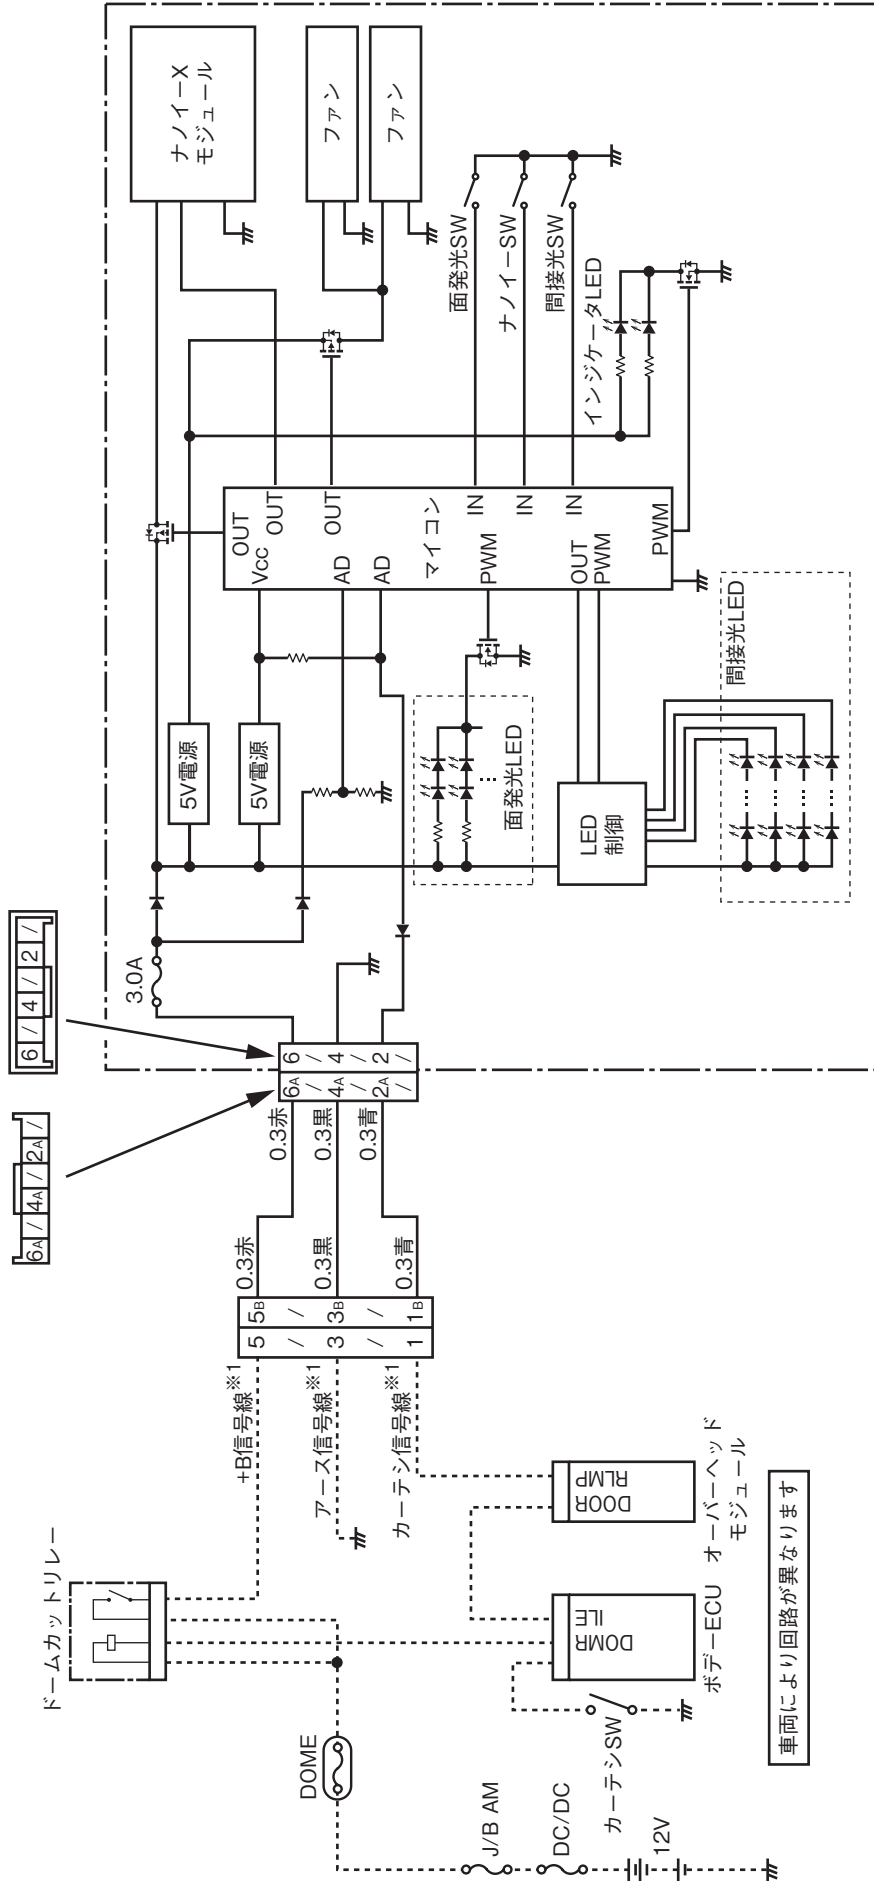 ナノイーX
モジュール
ファン
ファン
面発光SW
ナノイーSW
間接光SW
インジケータLED
OUT
Vcc
OUT
OUT
AD
AD
マイコン
IN
PWM
IN
IN
OUT
PWM
PWM
5V電源
5V電源
面発光LED
LED
制御
間接光LED
3.0A
6 / 4 / 2 /
6A / 4A / 2A /
6 / 4 / 2 /
6A / 4A / 2A /
0.3赤
0.3黒
0.3青
0.3赤
0.3黒
0.3青
5B / 3B / 1B
5 / 3 / 1
+B信号線※1
アース信号線※1
カーテシ信号線※1
ドームカットリレー
DOME
DOOR
RLMP
オーバーヘッド
モジュール
ILE
DOMR
ボデーECU
カーテシSW
J/B AM
DC/DC
12V
車両により回路が異なります